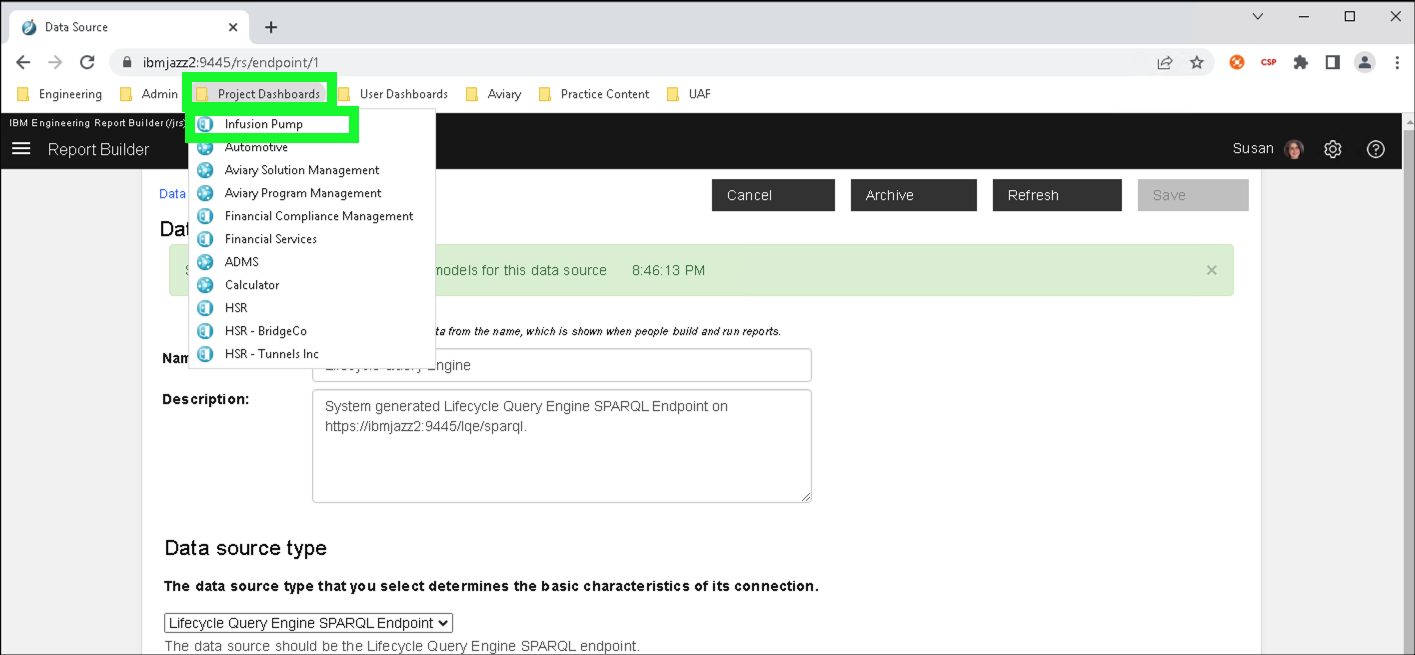 Data Source
ibmjazz2:9445/rs/endpoint/1
CSP
Engineering Admin Project Dashboards User Dashboards Aviary Practice Content UAF
IBM Engineering Report Builder (/jrs)
Report Builder
Susan
Infusion Pump
Automotive
Aviary Solution Management
Aviary Program Management
Financial Compliance Management
Financial Services
ADMS
Calculator
HSR
HSR - BridgeCo
HSR - Tunnels Inc
Data
Cancel Archive Refresh Save
models for this data source 8:46:13 PM
from the name, which is shown when people build and run reports.
Lifecycle Query Engine
Description:
System generated Lifecycle Query Engine SPARQL Endpoint on
https://ibmjazz2:9445/lqe/sparql.
Data source type
The data source type that you select determines the basic characteristics of its connection.
Lifecycle Query Engine SPARQL Endpoint
The data source should be the Lifecycle Query Engine SPARQL endpoint.